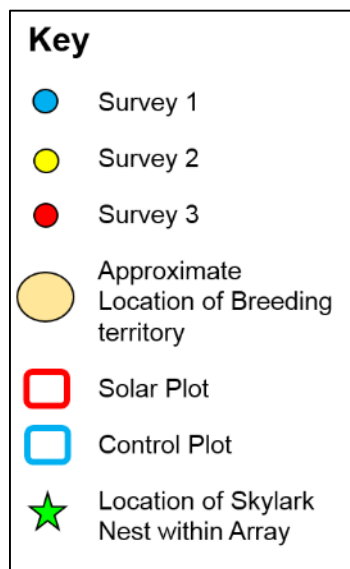 Key
Survey 1
Survey 2
Survey 3
Approximate
Location of Breeding
territory
Solar Plot
Control Plot
Location of Skylark
Nest within Array